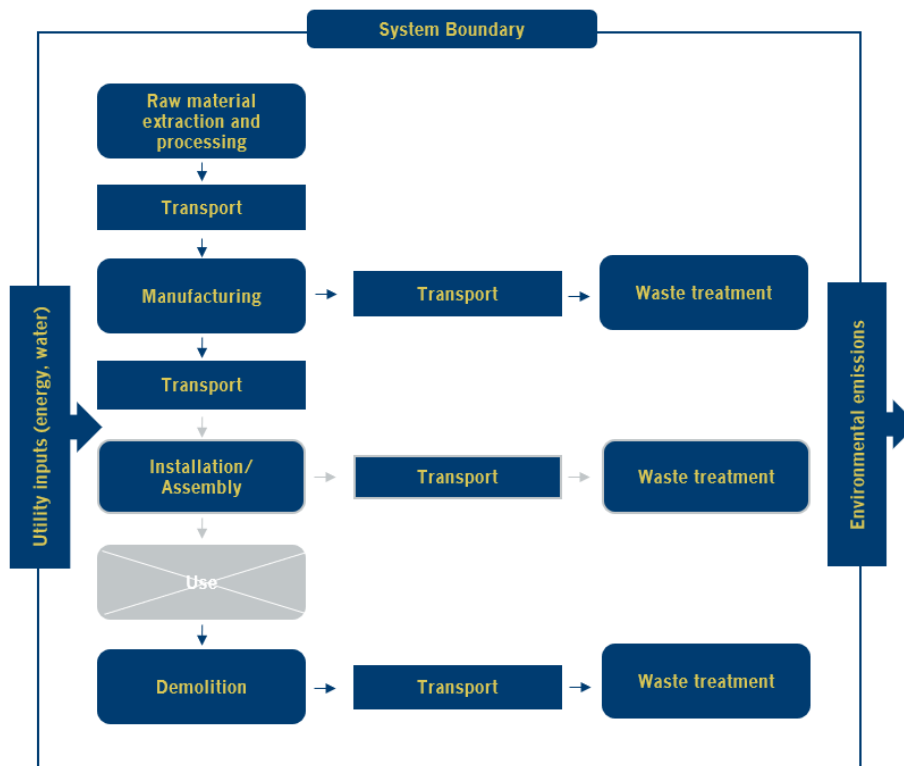 System Boundary
Raw material
extraction and
processing
Transport
Manufacturing
Transport
Waste treatment
Transport
Installation/
Assembly
Transport
Waste treatment
Use
Demolition
Transport
Waste treatment
Utility inputs (energy, water)
Environmental emissions